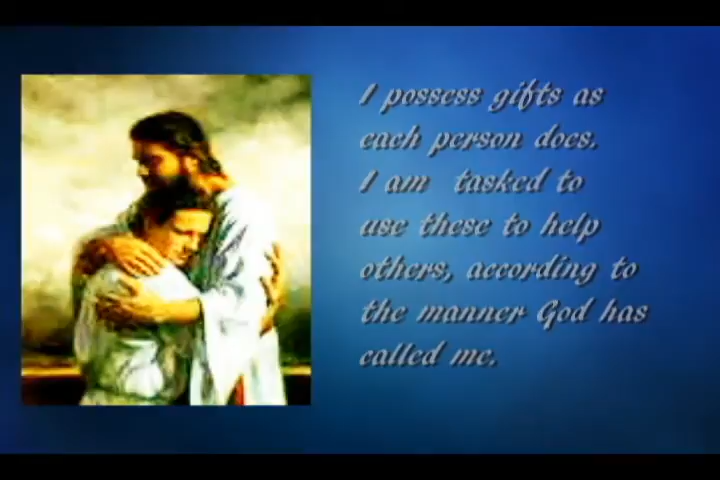 I possess gifts as
each person does.
I am tasked to
use these to help
others, according to
the manner God has
called me.